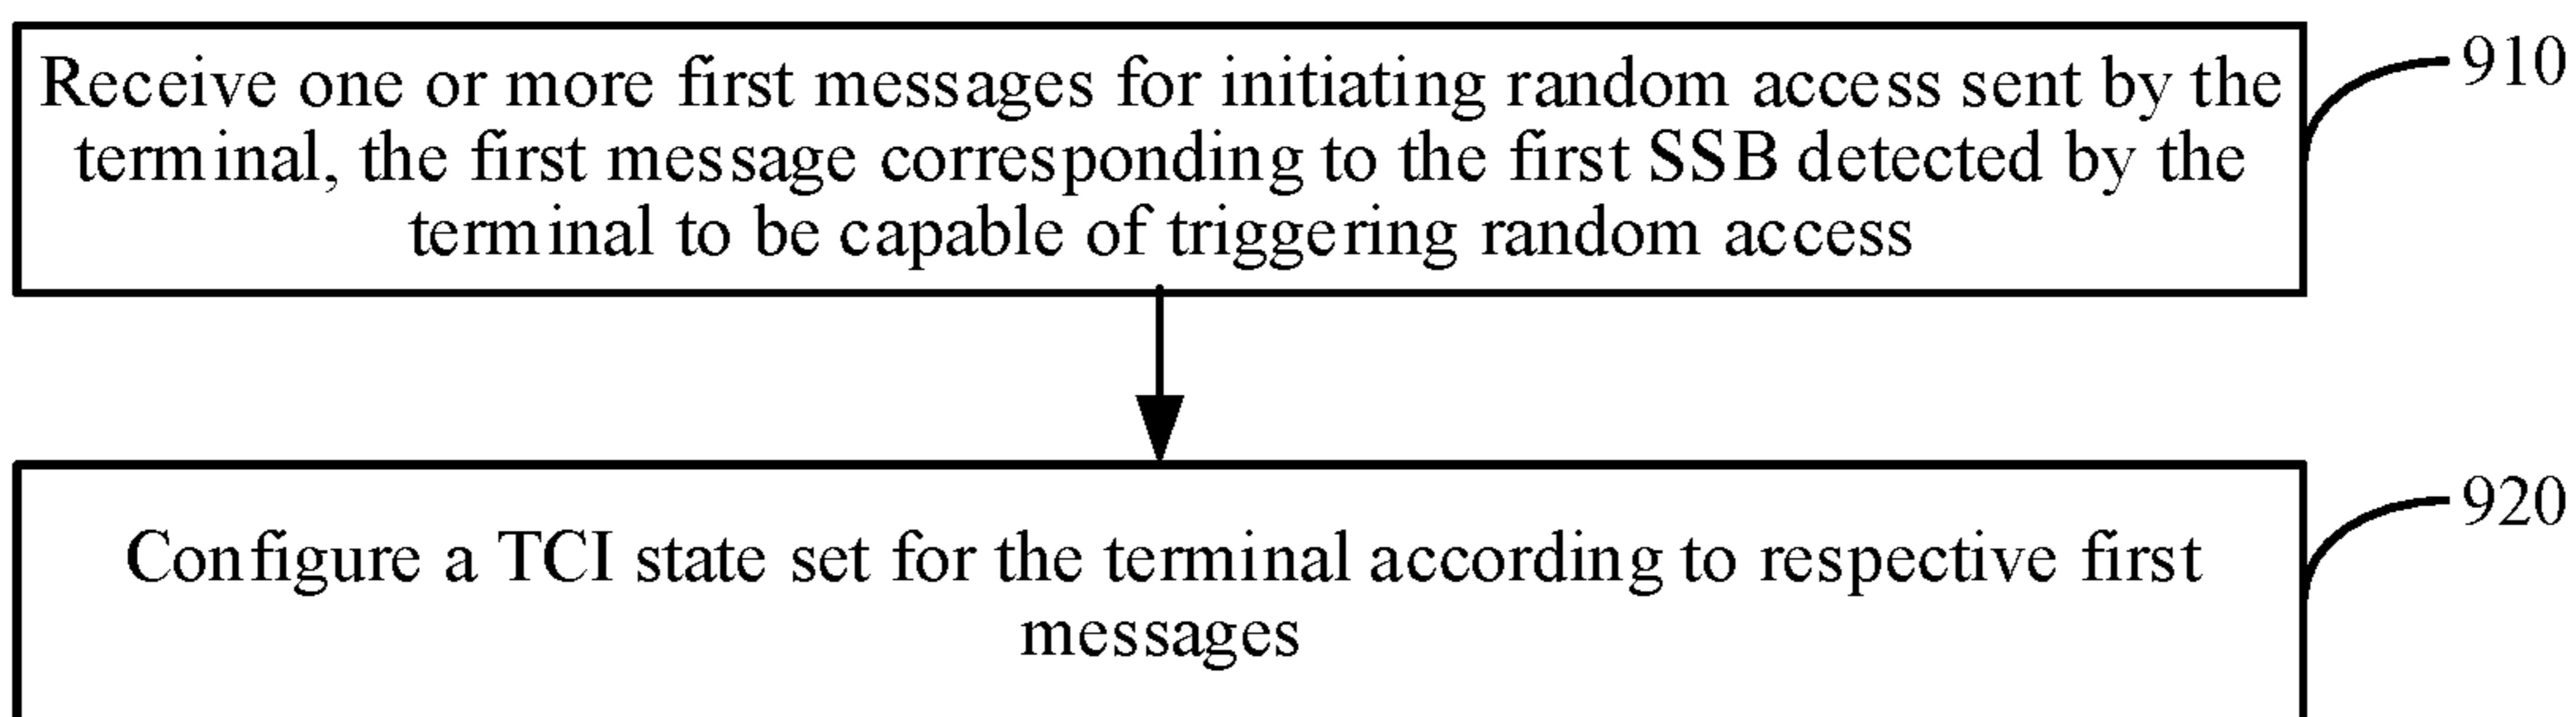 Receive one or more first messages for initiating random access sent by the
terminal, the first message corresponding to the first SSB detected by the
terminal to be capable of triggering random access
910
Configure a TCI state set for the terminal according to respective first
messages
920